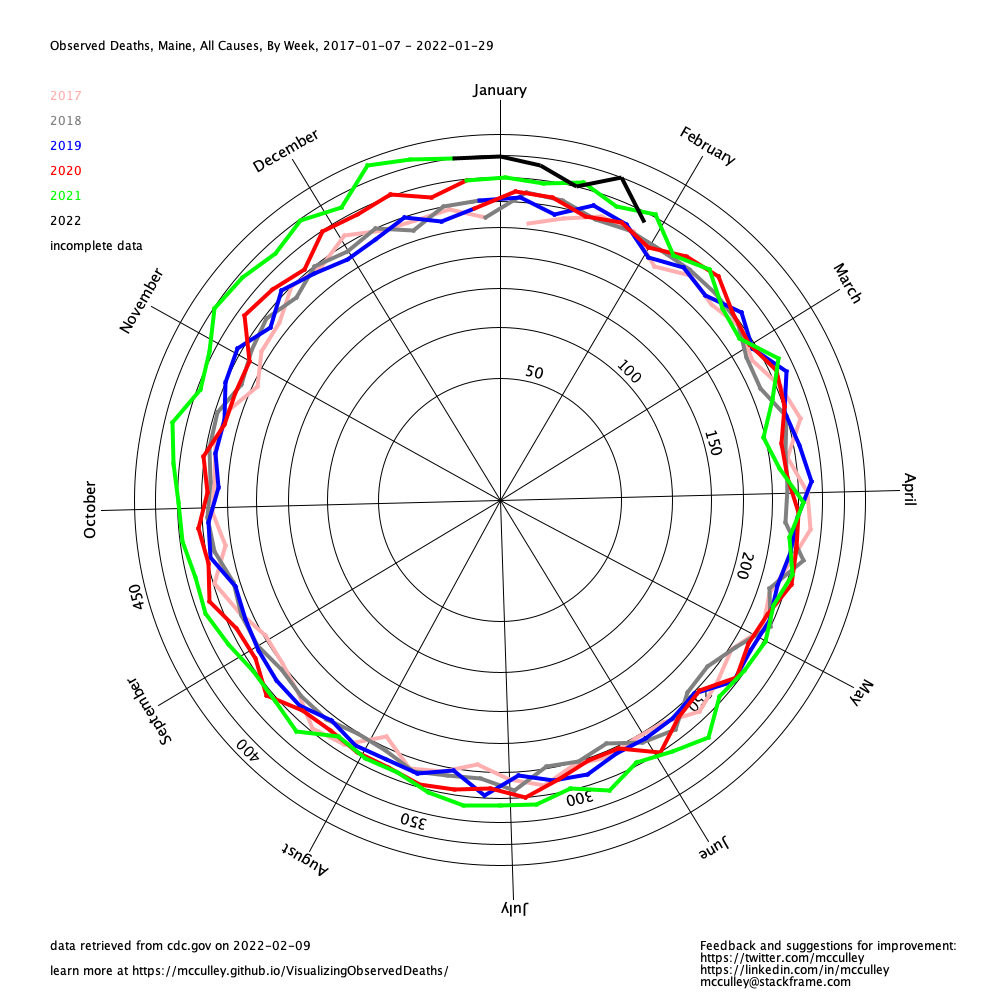 Observed Deaths, Maine, All Causes, By Week, 2017-01-07 - 2022-01-29
2017
2018
2019
2020
2021
2022
incomplete data
January
February
March
April
May
June
July
August
September
October
November
December
50
100
150
200
250
300
350
400
450
data retrieved from cdc.gov on 2022-02-09
learn more at https://mcculley.github.io/VisualizingObservedDeaths/
Feedback and suggestions for improvement:
https://twitter.com/mcculley
https://linkedin.com/in/mcculley
mcculley@stackframe.com